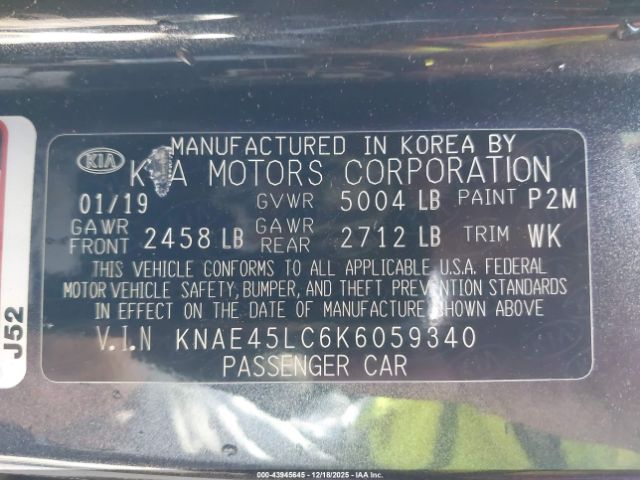 MANUFACTURED IN KOREA BY
KIA
KIA MOTORS CORPORATION
01/19 GVWR 5004 LB PAINT P2M
GAWR FRONT 2458 LB GAWR REAR 2712 LB TRIM WK
THIS VEHICLE CONFORMS TO ALL APPLICABLE U.S.A. FEDERAL
MOTOR VEHICLE SAFETY, BUMPER, AND THEFT PREVENTION STANDARDS
IN EFFECT ON THE DATE OF MANUFACTURE SHOWN ABOVE
V.I.N KNAE45LC6K6059340
PASSENGER CAR
J52
000-43945645 - 12/18/2025 - IAA Inc.